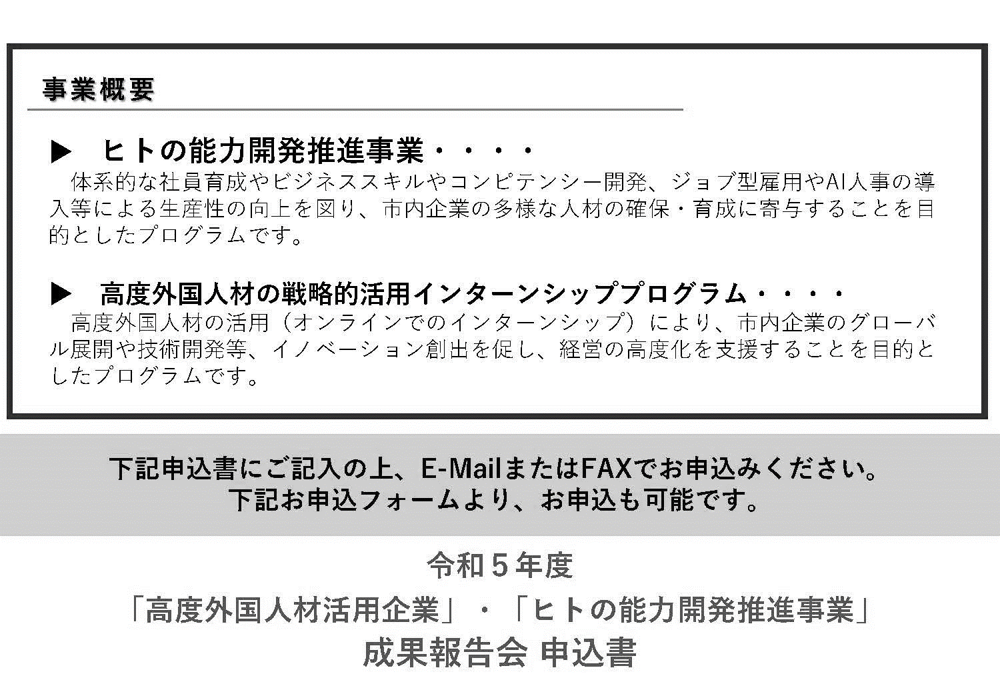 事業概要
▶ ヒトの能力開発推進事業・・・・
体系的な社員育成やビジネススキルやコンピテンシー開発、ジョブ型雇用やAI人事の導
入等による生産性の向上を図り、市内企業の多様な人材の確保・育成に寄与することを目
的としたプログラムです。
▶ 高度外国人材の戦略的活用インターンシッププログラム・・・・
高度外国人材の活用（オンラインでのインターンシップ）により、市内企業のグローバ
ル展開や技術開発等、イノベーション創出を促し、経営の高度化を支援することを目的と
したプログラムです。
下記申込書にご記入の上、E-MailまたはFAXでお申込みください。
下記お申込フォームより、お申込も可能です。
令和５年度
「高度外国人材活用企業」・「ヒトの能力開発推進事業」
成果報告会 申込書